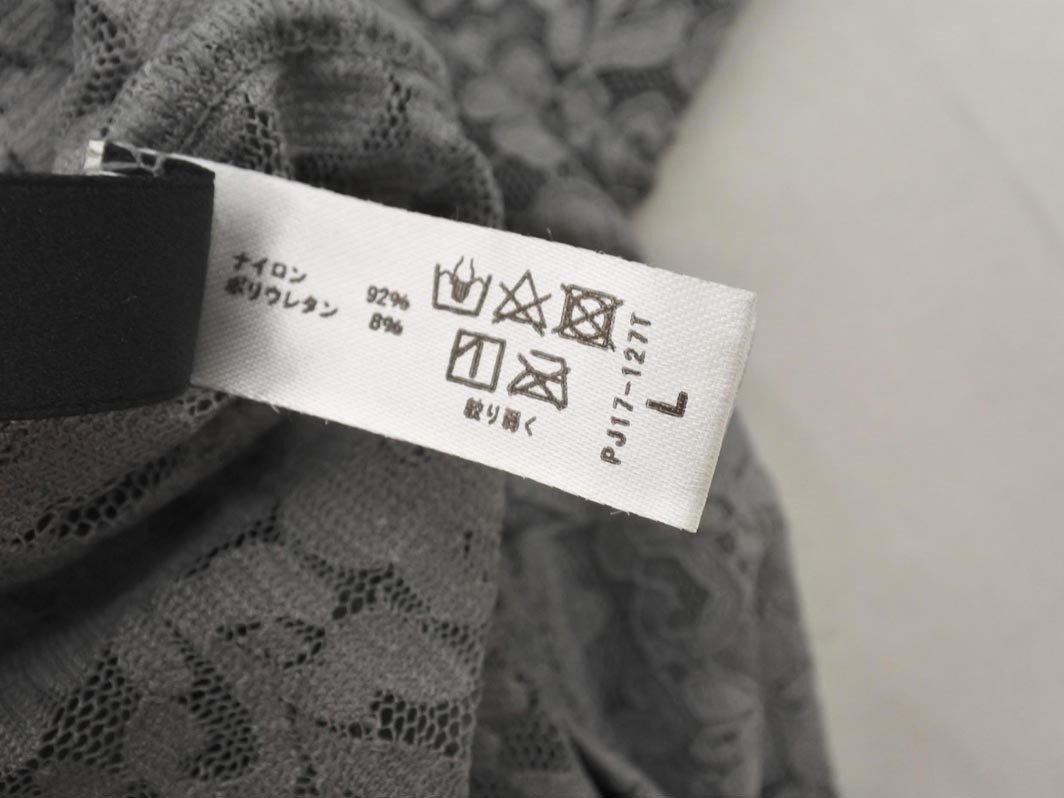 ナイロン 92%
ポリウレタン 8%
絞り弱く
PJ17-127T
L